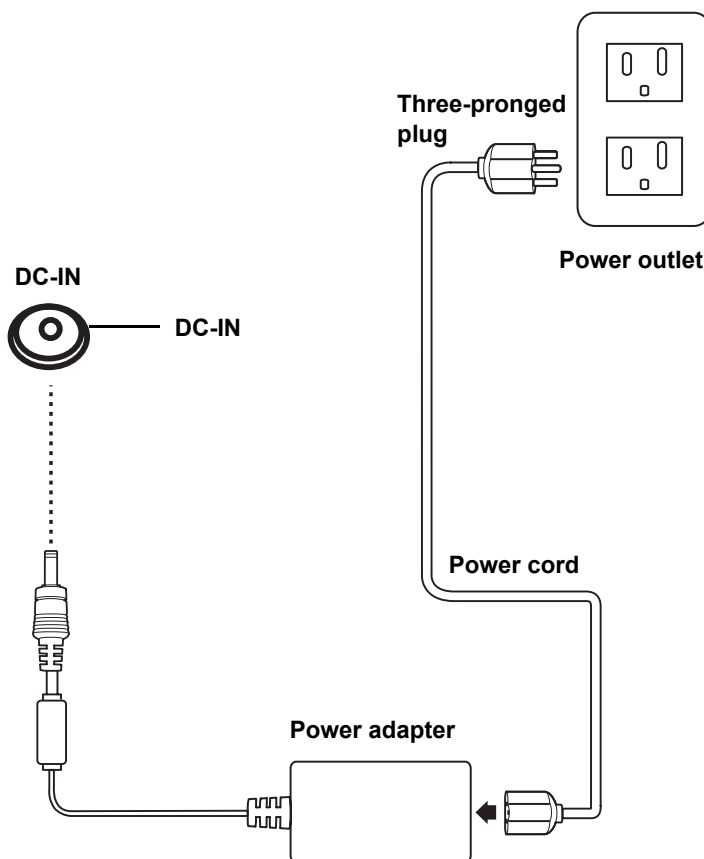 Three-pronged
plug
Power outlet
DC-IN
DC-IN
Power cord
Power adapter